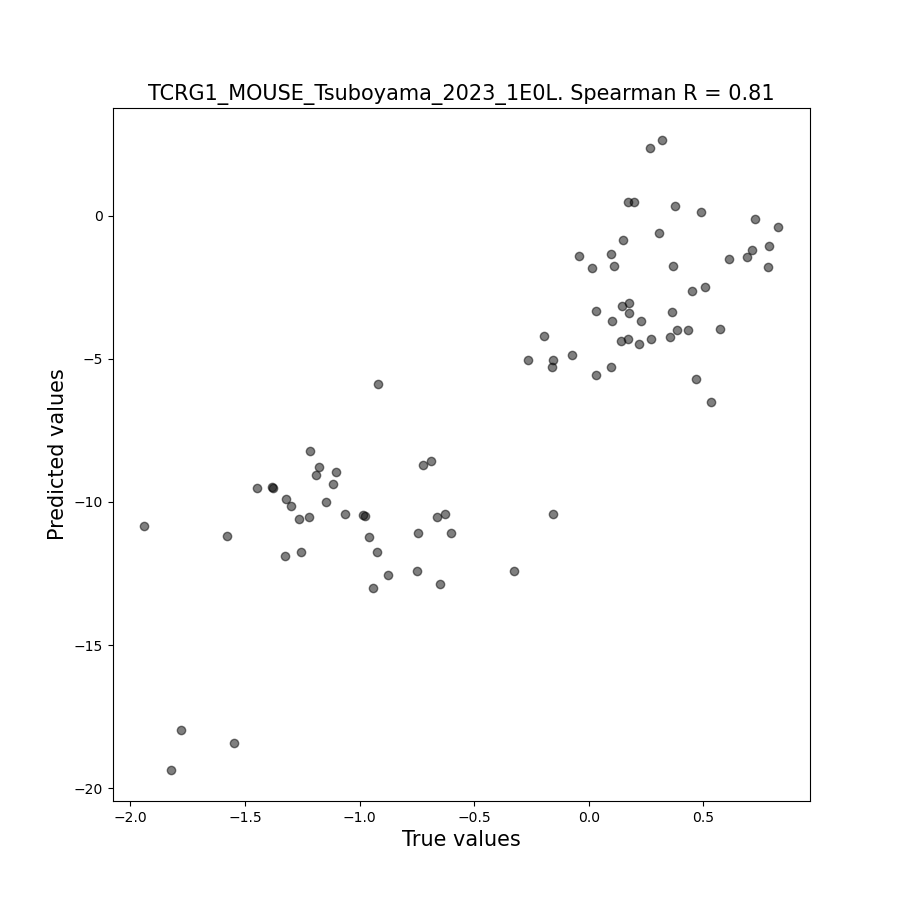 TCRG1_MOUSE_Tsuboyama_2023_1E0L. Spearman R = 0.81
0
−5
−10
−15
−20
Predicted values
−2.0 −1.5 −1.0 −0.5 0.0 0.5
True values